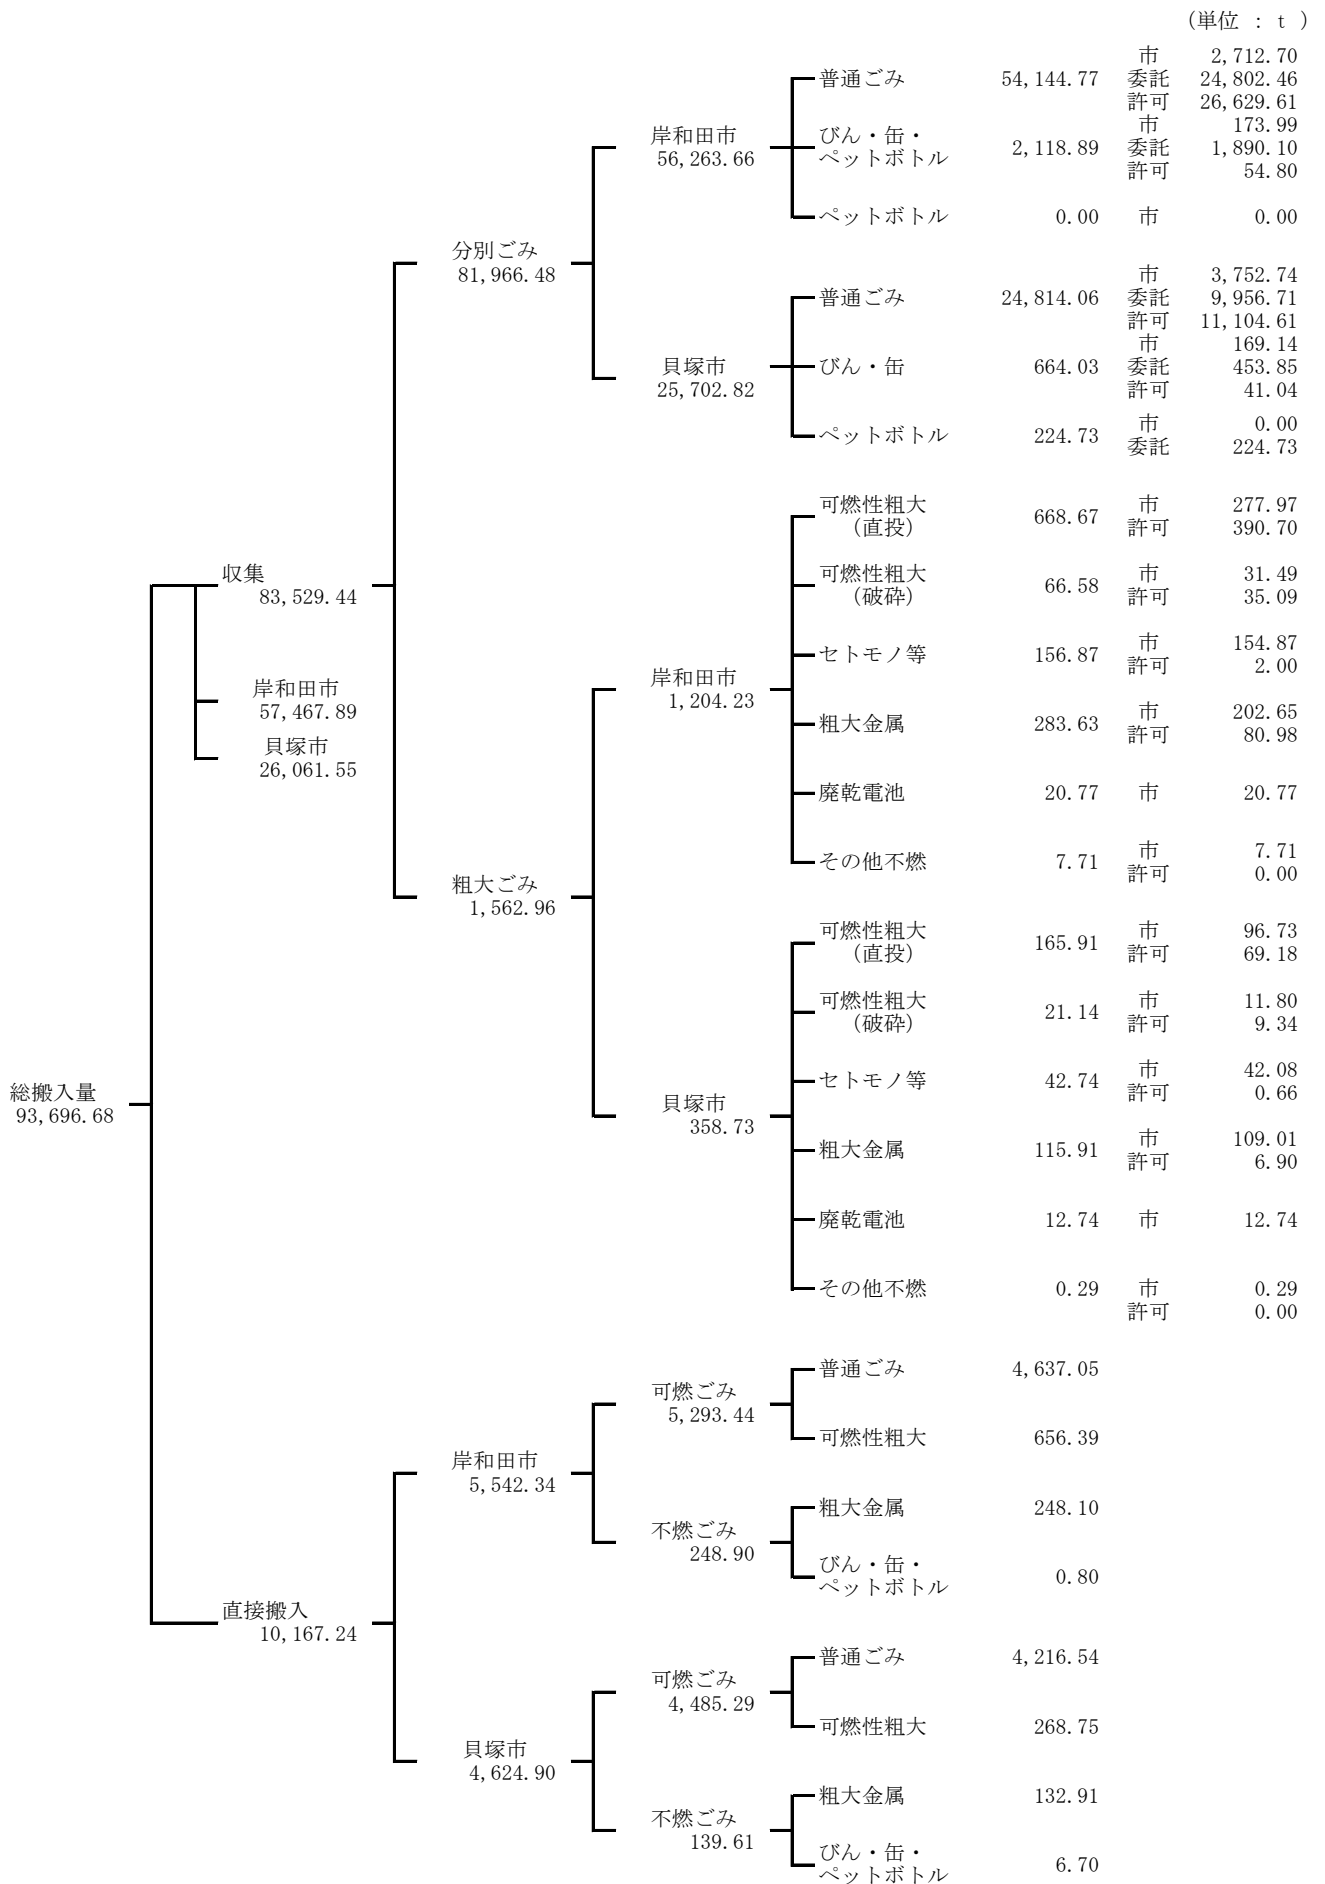 （単位 : t ）
市 2,712.70
普通ごみ 54,144.77 委託 24,802.46
許可 26,629.61
岸和田市 びん・缶・ 市 173.99
56,263.66 ペットボトル 2,118.89 委託 1,890.10
許可 54.80
ペットボトル 0.00 市 0.00
分別ごみ
81,966.48
市 3,752.74
普通ごみ 24,814.06 委託 9,956.71
許可 11,104.61
市 169.14
貝塚市 びん・缶 664.03 委託 453.85
25,702.82 許可 41.04
市 0.00
ペットボトル 224.73
委託 224.73
可燃性粗大 市 277.97
668.67
（直投） 許可 390.70
収集 可燃性粗大 市 31.49
66.58
83,529.44 （破砕） 許可 35.09
市 154.87
セトモノ等 156.87
許可 2.00
岸和田市
57,467.89
岸和田市
1,204.23
市 202.65
粗大金属 283.63
許可 80.98
貝塚市
26,061.55
廃乾電池 20.77 市 20.77
市 7.71
その他不燃 7.71
許可 0.00
粗大ごみ
1,562.96
可燃性粗大 市 96.73
165.91
（直投） 許可 69.18
可燃性粗大 市 11.80
21.14
（破砕） 許可 9.34
市 42.08
セトモノ等 42.74
許可 0.66
総搬入量
93,696.68
貝塚市
358.73
市 109.01
粗大金属 115.91
許可 6.90
廃乾電池 12.74 市 12.74
その他不燃 0.29 市 0.29
許可 0.00
普通ごみ 4,637.05
可燃ごみ
5,293.44
可燃性粗大 656.39
岸和田市
5,542.34
粗大金属 248.10
不燃ごみ
248.90
びん・缶・
0.80
ペットボトル
直接搬入
10,167.24
普通ごみ 4,216.54
可燃ごみ
4,485.29
可燃性粗大 268.75
貝塚市
4,624.90
粗大金属 132.91
不燃ごみ
139.61
びん・缶・
6.70
ペットボトル